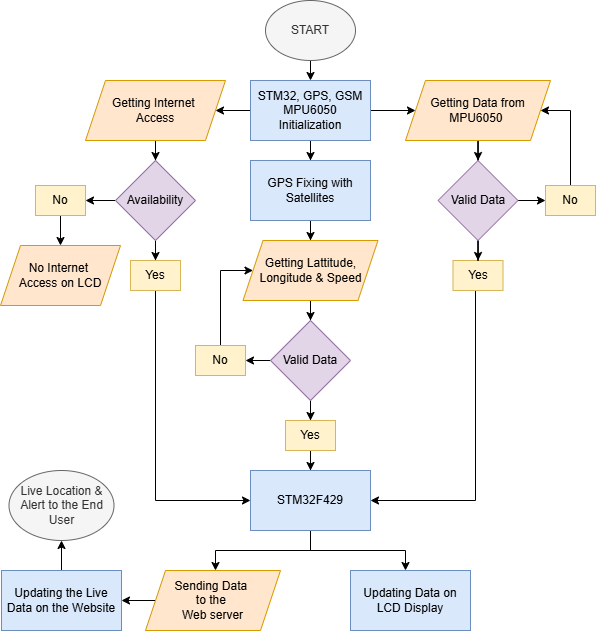 START
Getting Internet
Access
STM32, GPS, GSM
MPU6050
Initialization
Getting Data from
MPU6050
No
Availability
GPS Fixing with
Satellites
Valid Data
No
No Internet
Access on LCD
Yes
Getting Lattitude,
Longitude & Speed
Yes
No
Valid Data
Yes
STM32F429
Live Location &
Alert to the End
User
Updating the Live
Data on the Website
Sending Data
to the
Web server
Updating Data on
LCD Display